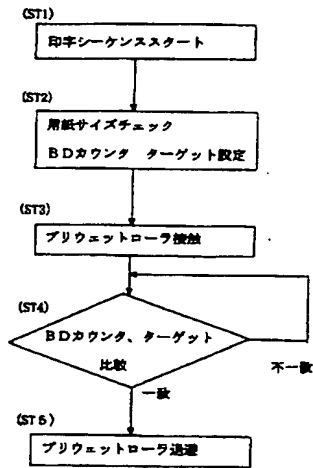 (ST1)
印字シーケンススタート
(ST2)
用紙サイズチェック
BDカウンタ ターゲット設定
(ST3)
プリウェットローラ接触
(ST4)
BDカウンタ、ターゲット
比較
不一致
一致
(ST5)
プリウェットローラ退避